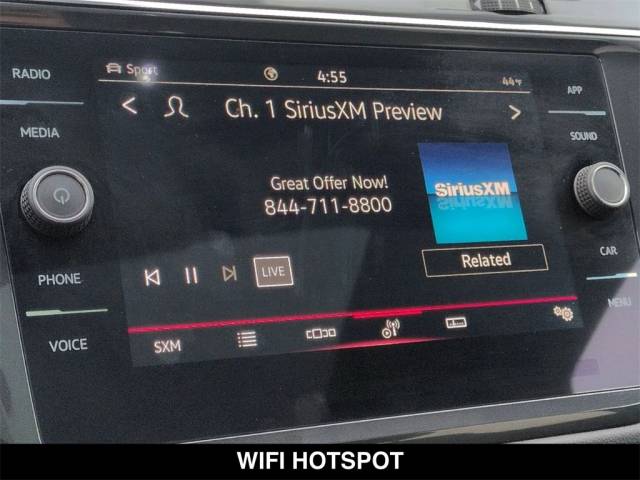 RADIO
MEDIA
PHONE
VOICE
Sport
4:55
44°F
Ch. 1 SiriusXM Preview
Great Offer Now!
844-711-8800
SiriusXM
Related
LIVE
SXM
APP
SOUND
CAR
MENU
WIFI HOTSPOT